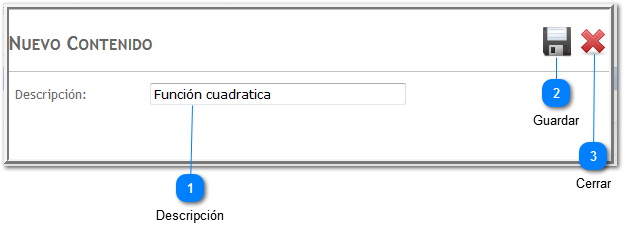 Nuevo Contenido
Descripción: Función cuadratica
2
Guardar
3
Cerrar
1
Descripción